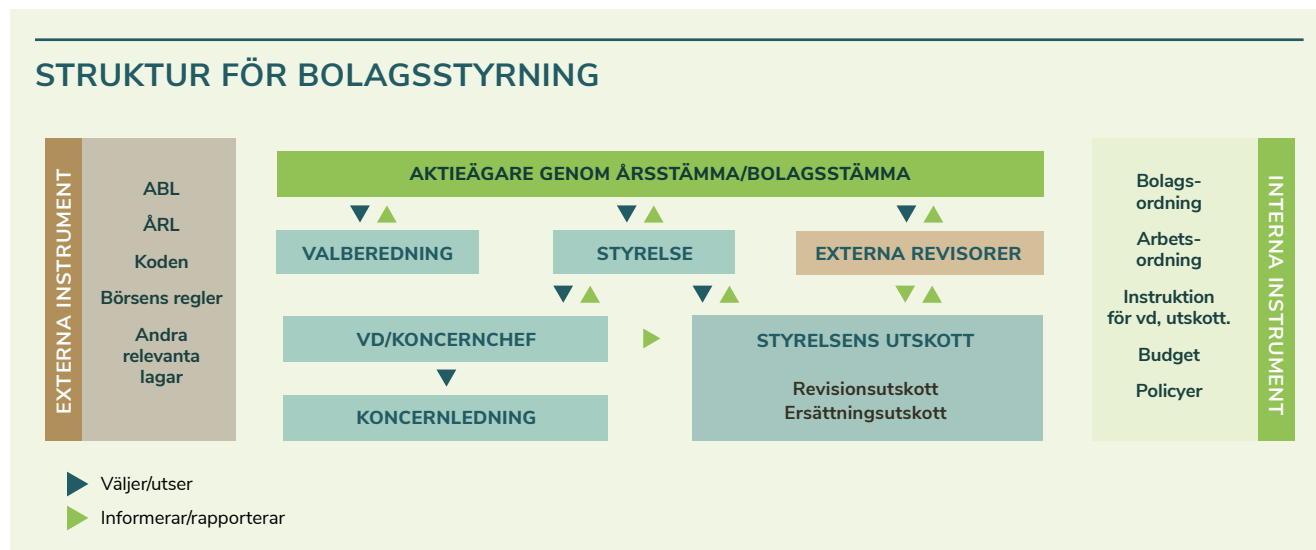 STRUKTUR FÖR BOLAGSSTYRNING
EXTERNA INSTRUMENT
ABL
ÅRL
Koden
Börsens regler
Andra
relevanta
lagar
AKTIEÄGARE GENOM ÅRSSTÄMMA/BOLAGSSTÄMMA
VALBEREDNING
STYRELSE
EXTERNA REVISORER
VD/KONCERNCHEF
KONCERNLEDNING
STYRELSENS UTSKOTT
Revisionsutskott
Ersättningsutskott
Bolags-
ordning
Arbets-
ordning
Instruktion
för vd, utskott.
Budget
Policyer
INTERNA INSTRUMENT
Väljer/utser
Informerar/rapporterar